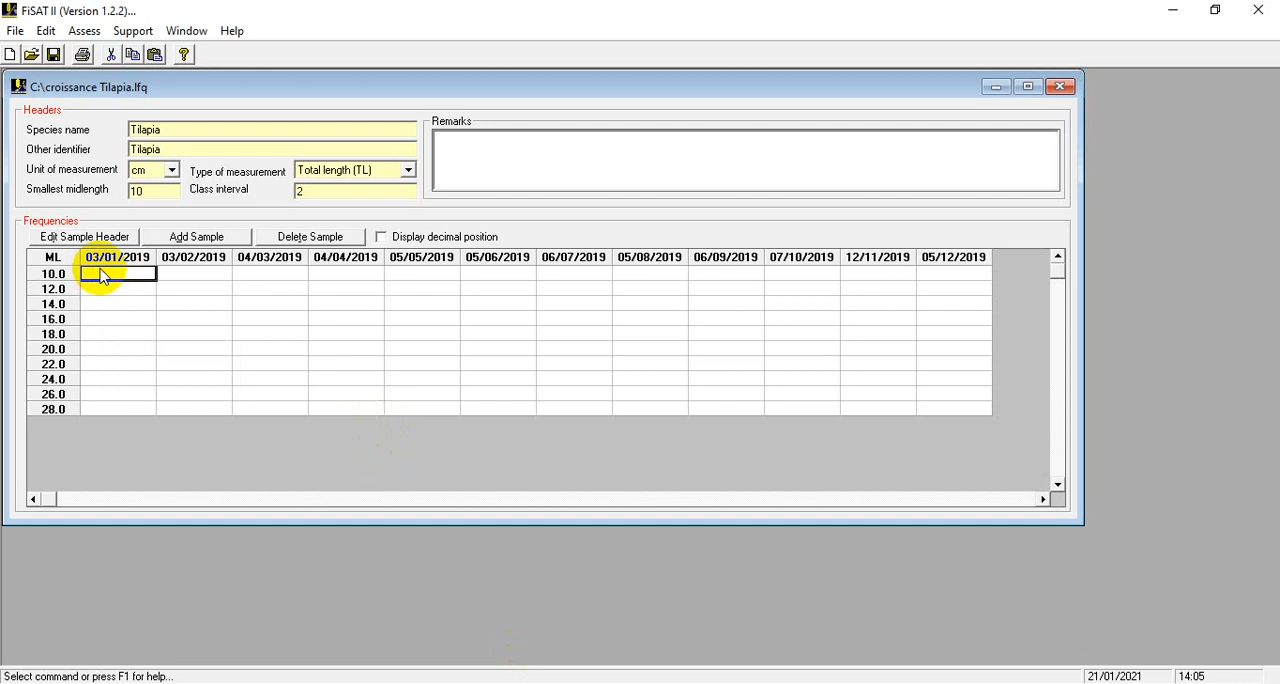 FiSAT II (Version 1.2.2)...
File Edit Assess Support Window Help
C:\croissance Tilapia.lfq
Headers
Species name Tilapia
Other identifier Tilapia
Unit of measurement cm Type of measurement Total length (TL)
Smallest midlength 10 Class interval 2
Remarks
Frequencies
Edit Sample Header Add Sample Delete Sample Display decimal position
ML 03/01/2019 03/02/2019 04/03/2019 04/04/2019 05/05/2019 05/06/2019 06/07/2019 05/08/2019 06/09/2019 07/10/2019 12/11/2019 05/12/2019
10.0
12.0
14.0
16.0
18.0
20.0
22.0
24.0
26.0
28.0
Select command or press F1 for help... 21/01/2021 14:05